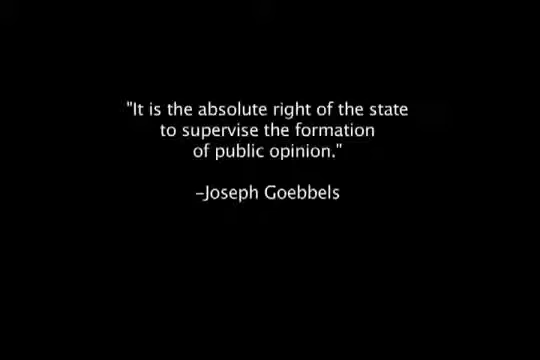 "It is the absolute right of the state
to supervise the formation
of public opinion."
–Joseph Goebbels